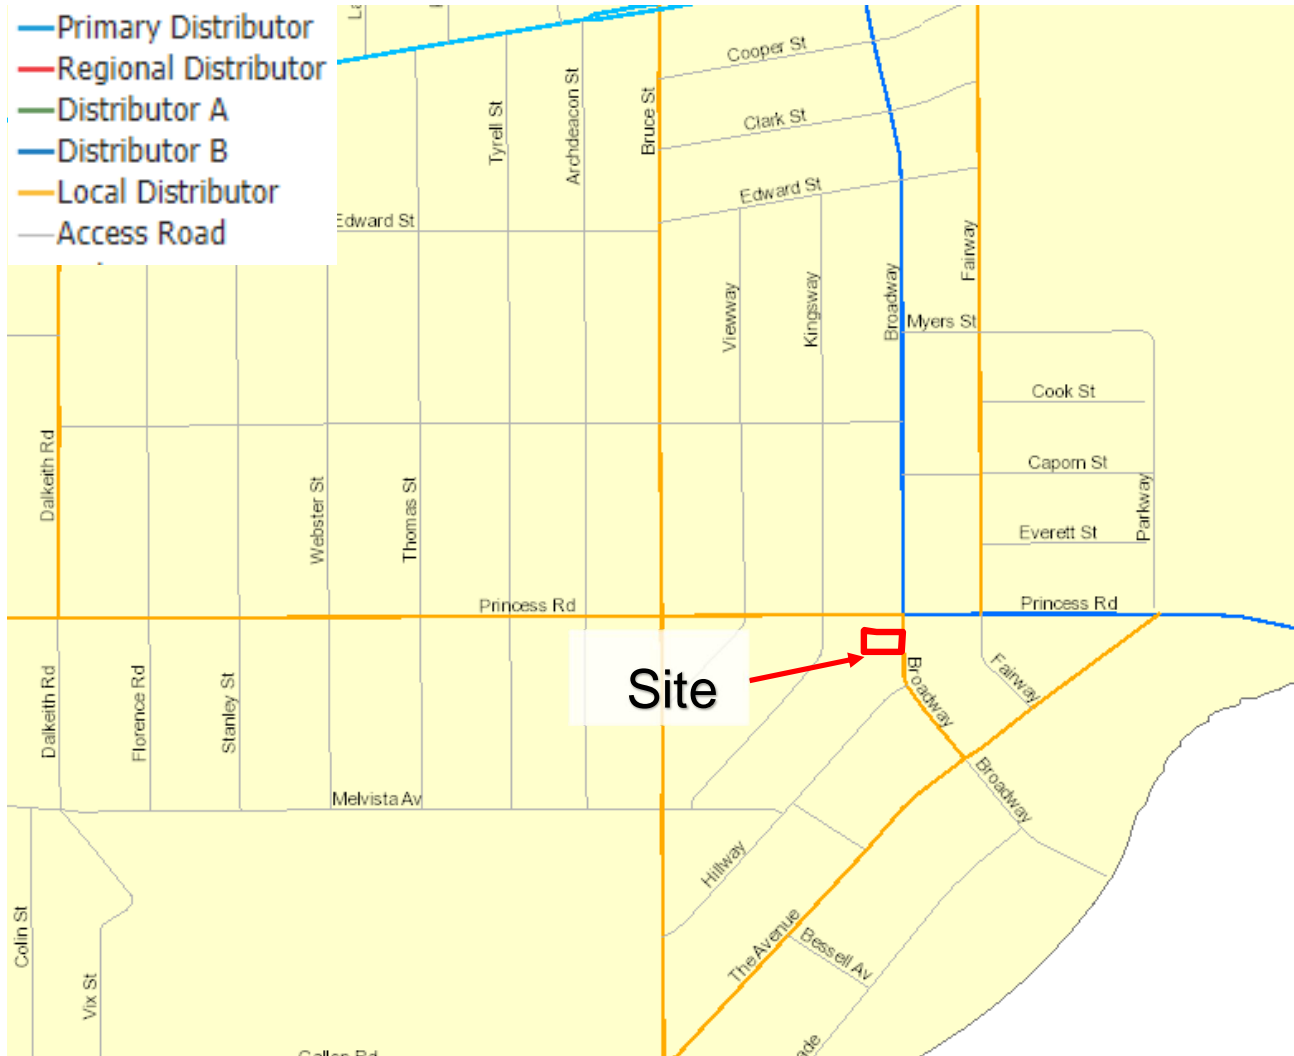 Primary Distributor
Regional Distributor
Distributor A
Distributor B
Local Distributor
Access Road
Cooper St
Clark St
Edward St
Tyrell St
Archdeacon St
Bruce St
Edward St
Viewway
Kingsway
Broadway
Fairway
Myers St
Cook St
Caporn St
Everett St
Parkway
Dalkeith Rd
Webster St
Thomas St
Princess Rd
Princess Rd
Site
Dalkeith Rd
Florence Rd
Stanley St
Broadway
Fairway
Melvista Av
Broadway
Hillway
The Avenue
Bessell Av
Colin St
Vix St